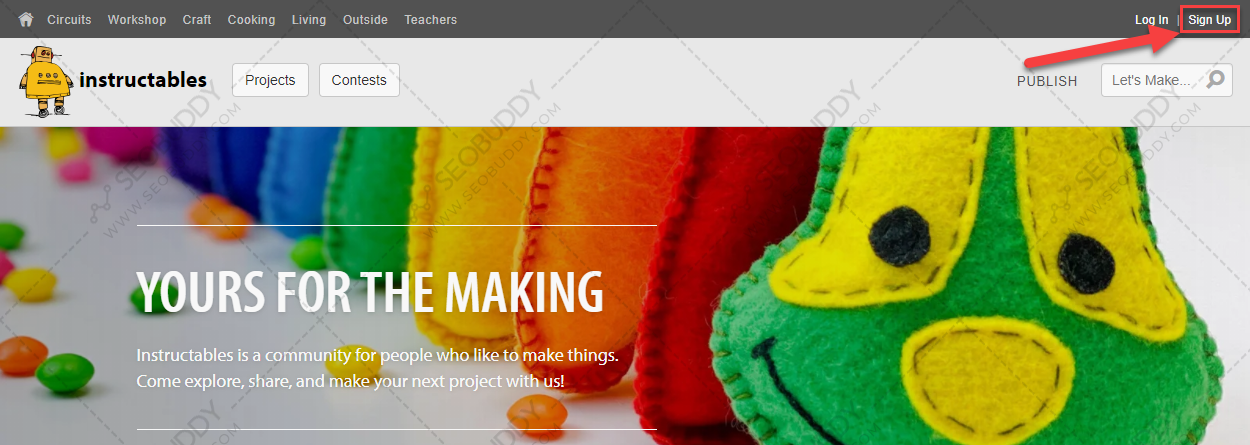 Circuits Workshop Craft Cooking Living Outside Teachers Log In | Sign Up
instructables Projects Contests PUBLISH Let's Make...
YOURS FOR THE MAKING
Instructables is a community for people who like to make things.
Come explore, share, and make your next project with us!
SEOBUDDY
WWW.SEOBUDDY.COM